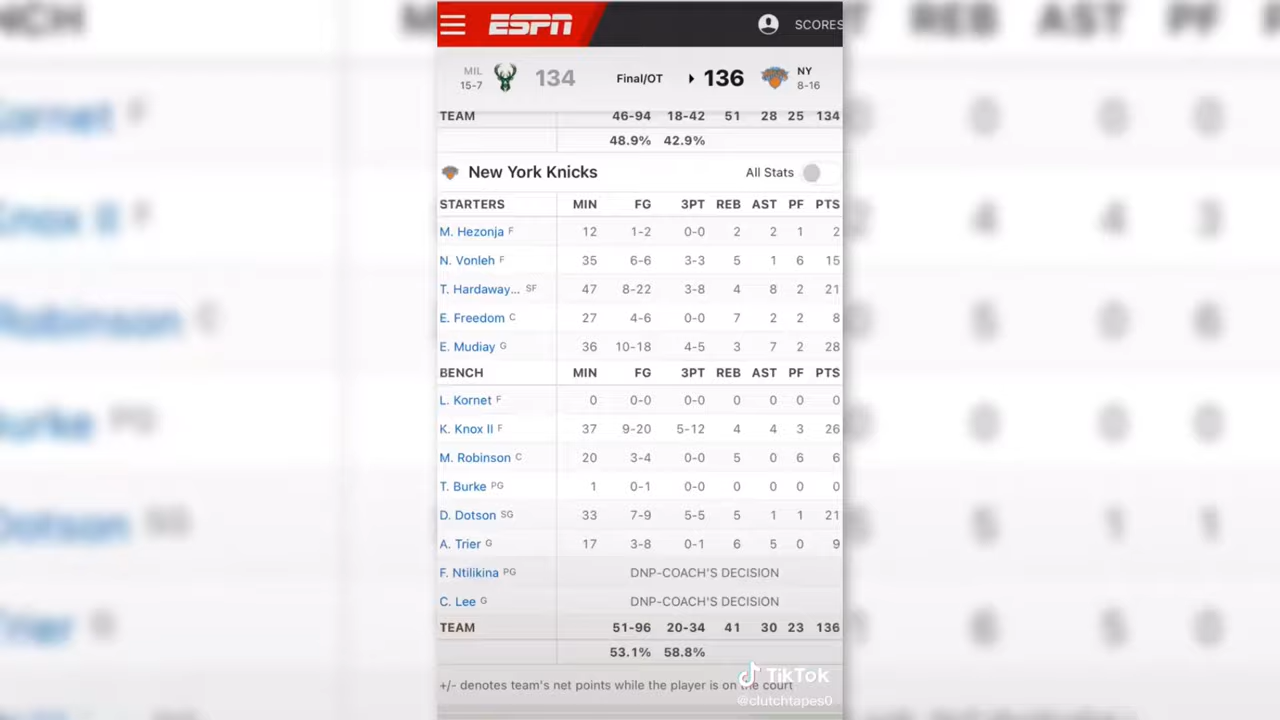 ESPN SCORES
MIL 15-7 134 Final/OT 136 NY 8-16
TEAM 46-94 18-42 51 28 25 134
48.9% 42.9%
New York Knicks All Stats
STARTERS MIN FG 3PT REB AST PF PTS
M. Hezonja F 12 1-2 0-0 2 2 1 2
N. Vonleh F 35 6-6 3-3 5 1 6 15
T. Hardaway... SF 47 8-22 3-8 4 8 2 21
E. Freedom C 27 4-6 0-0 7 2 2 8
E. Mudiay G 36 10-18 4-5 3 7 2 28
BENCH MIN FG 3PT REB AST PF PTS
L. Kornet F 0 0-0 0-0 0 0 0 0
K. Knox II F 37 9-20 5-12 4 4 3 26
M. Robinson C 20 3-4 0-0 5 0 6 6
T. Burke PG 1 0-1 0-0 0 0 0 0
D. Dotson SG 33 7-9 5-5 5 1 1 21
A. Trier G 17 3-8 0-1 6 5 0 9
F. Ntilikina PG DNP-COACH'S DECISION
C. Lee G DNP-COACH'S DECISION
TEAM 51-96 20-34 41 30 23 136
53.1% 58.8%
+/- denotes team's net points while the player is on the court
TikTok
@clutchtapes0